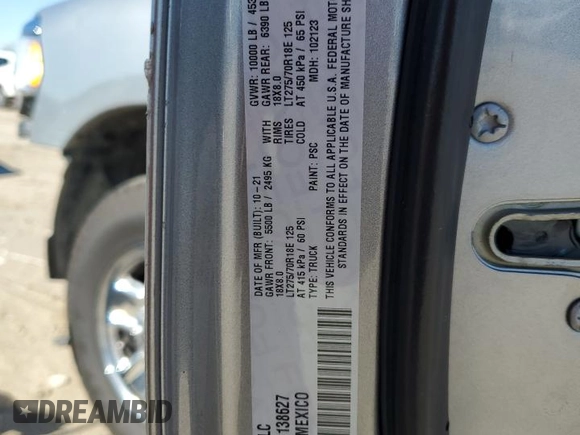 LC
DATE OF MFR (BUILT): 10-21 GVWR: 10000 LB / 453
GAWR FRONT: 5500 LB / 2495 KG WITH GAWR REAR: 6390 LB
18X8.0 RIMS 18X8.0
LT275/70R18E 125 TIRES LT275/70R18E 125
AT 415 kPa / 60 PSI COLD AT 450 kPa / 65 PSI
TYPE: TRUCK PAINT: PSC MDH: 102123
THIS VEHICLE CONFORMS TO ALL APPLICABLE U.S.A. FEDERAL MOTOR
STANDARDS IN EFFECT ON THE DATE OF MANUFACTURE SH
138627
MEXICO
DREAMBID